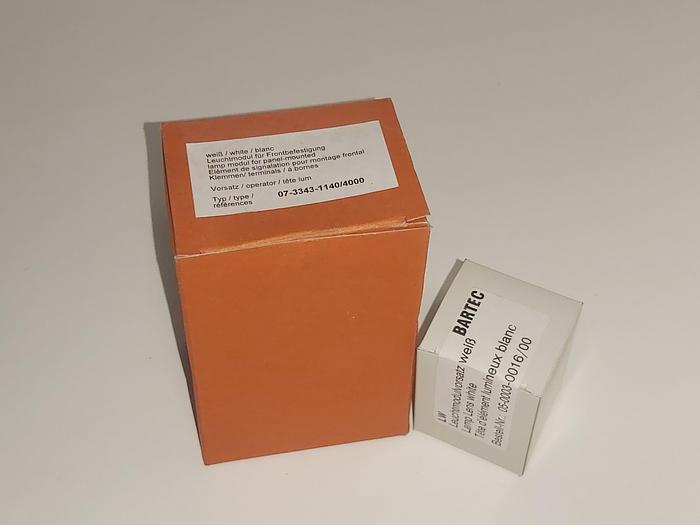 weiß / white / blanc
Leuchtmodul für Frontbefestigung
lamp modul for panel-mounted
Elément de signalation pour montage frontal
Klemmen/ terminals / à bornes
Vorsatz / operator / tête lum
Typ / type / 07-3343-1140/4000
références
BARTEC
LW
Leuchtmodulvorsatz weiß
Lamp Lens white
Tête d'élément lumineux blanc
Bestell-Nr.: 05-0003-0016/00